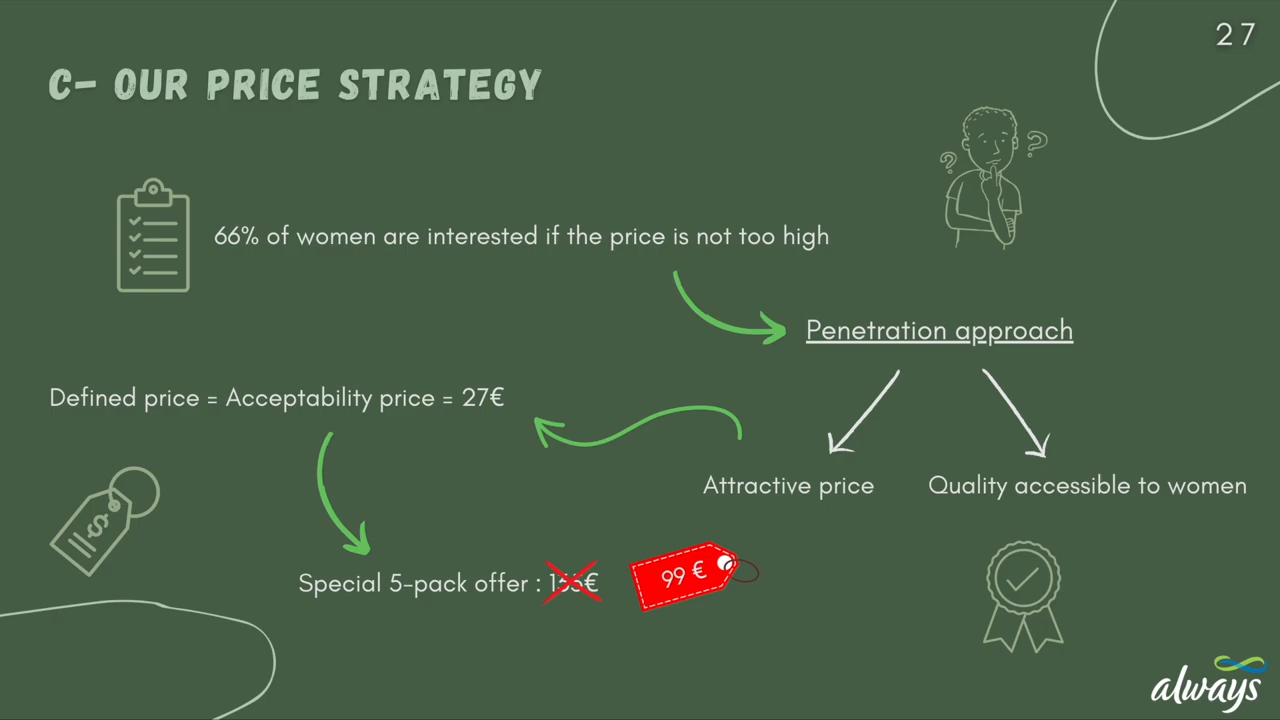 27
C- OUR PRICE STRATEGY
66% of women are interested if the price is not too high
Penetration approach
Defined price = Acceptability price = 27€
Attractive price
Quality accessible to women
Special 5-pack offer :
99 €
always